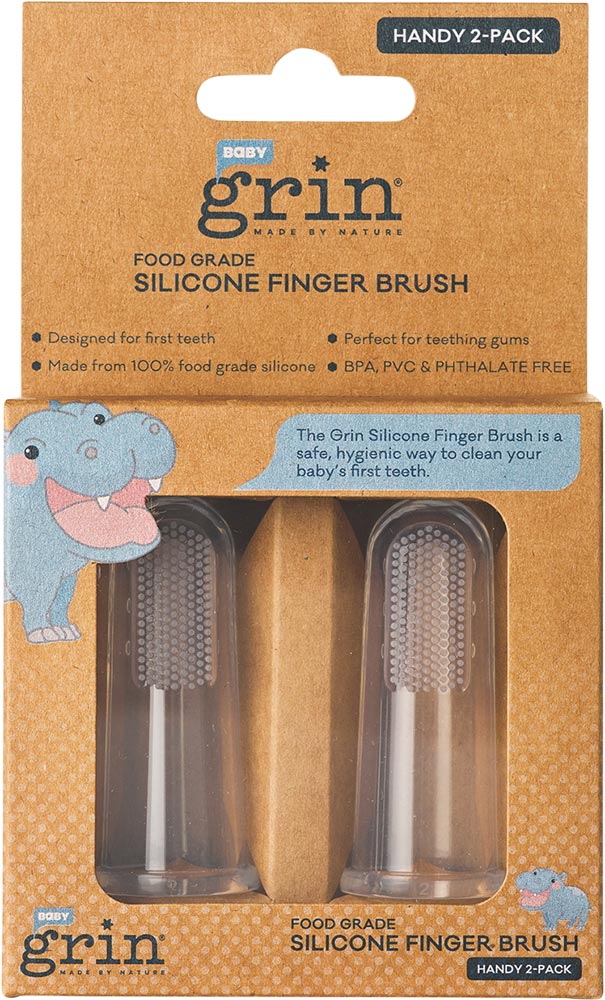 HANDY 2-PACK
BABY
grin®
MADE BY NATURE
FOOD GRADE
SILICONE FINGER BRUSH
Designed for first teeth
Made from 100% food grade silicone
Perfect for teething gums
BPA, PVC & PHTHALATE FREE
The Grin Silicone Finger Brush is a
safe, hygienic way to clean your
baby's first teeth.
BABY
grin®
MADE BY NATURE
FOOD GRADE
SILICONE FINGER BRUSH
HANDY 2-PACK